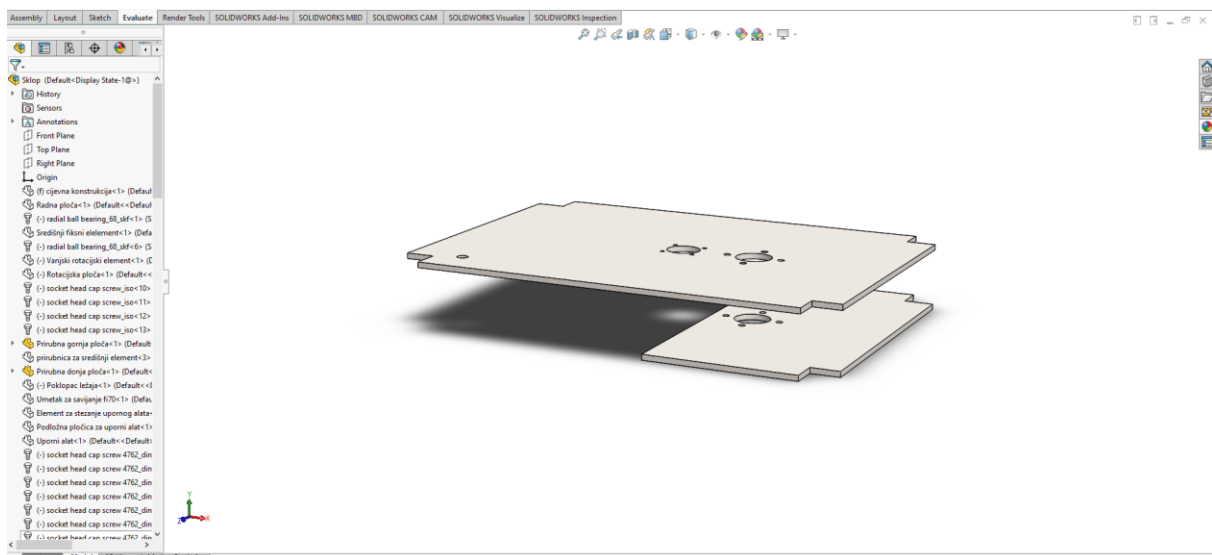 Assembly Layout Sketch Evaluate Render Tools SOLIDWORKS Add-Ins SOLIDWORKS MBD SOLIDWORKS CAM SOLIDWORKS Visualize SOLIDWORKS Inspection
Sklop (Default<Display State-1@>)
History
Sensors
Annotations
Front Plane
Top Plane
Right Plane
Origin
(f) cijevna konstrukcija<1> (Defaul
Radna ploča<1> (Default<<Defaul
(-) radial ball bearing_68_skf<1> (S
Središnji fiksni elelement<1> (Defa
(-) radial ball bearing_68_skf<6> (S
(-) Vanjski rotacijski element<1> (D
(-) Rotacijska ploča<1> (Default<<
(-) socket head cap screw_iso<10>
(-) socket head cap screw_iso<11>
(-) socket head cap screw_iso<12>
(-) socket head cap screw_iso<13>
Prirubna gornja ploča<1> (Default
prirubnica za središnji element<3>
Prirubna donja ploča<1> (Default<
(-) Poklopac ležaja<1> (Default<<D
Umetak za savijanje fi70<1> (Defau
Element za stezanje upornog alata<
Podložna pločica za uporni alat<1>
Uporni alat<1> (Default<<Default>
(-) socket head cap screw 4762_din
(-) socket head cap screw 4762_din
(-) socket head cap screw 4762_din
(-) socket head cap screw 4762_din
(-) socket head cap screw 4762_din
(-) socket head cap screw 4762_din
(-) socket head cap screw 4762_din
Y
Z X